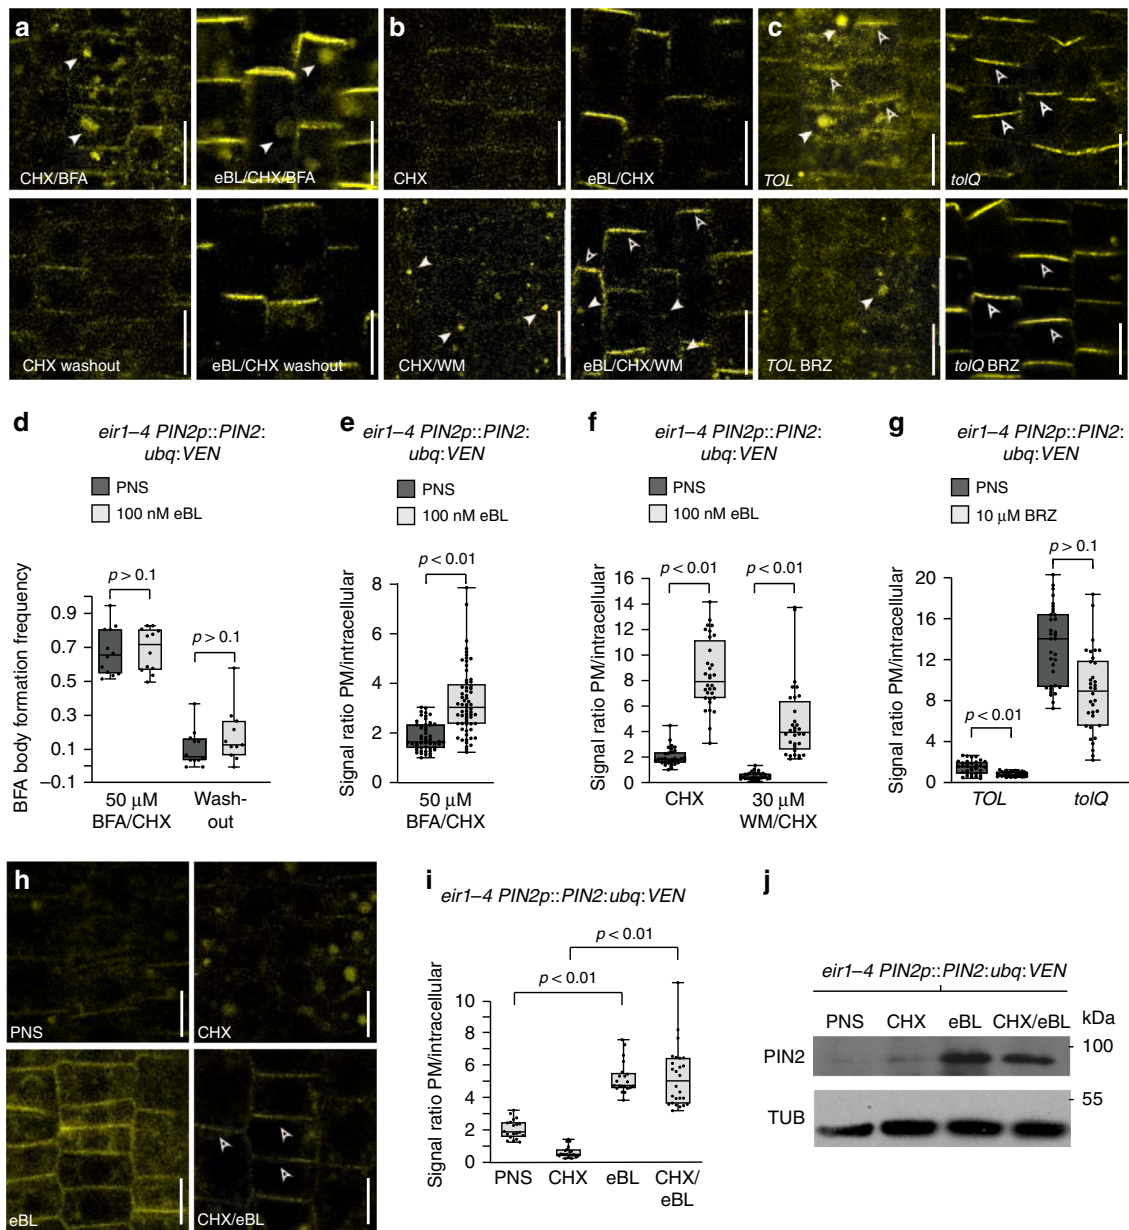 a
b
c
CHX/BFA
eBL/CHX/BFA
CHX
eBL/CHX
TOL
tolQ
CHX washout
eBL/CHX washout
CHX/WM
eBL/CHX/WM
TOL BRZ
tolQ BRZ
d
eir1–4 PIN2p::PIN2:
ubq:VEN
PNS
100 nM eBL
p > 0.1
p > 0.1
BFA body formation frequency
0.9
0.7
0.5
0.3
0.1
–0.1
50 μM
BFA/CHX
Wash-
out
e
eir1–4 PIN2p::PIN2:
ubq:VEN
PNS
100 nM eBL
p < 0.01
Signal ratio PM/intracellular
8
6
4
2
0
50 μM
BFA/CHX
f
eir1–4 PIN2p::PIN2:
ubq:VEN
PNS
100 nM eBL
p < 0.01
p < 0.01
Signal ratio PM/intracellular
16
14
12
10
8
6
4
2
0
CHX
30 μM
WM/CHX
g
eir1–4 PIN2p::PIN2:
ubq:VEN
PNS
10 μM BRZ
p > 0.1
p < 0.01
Signal ratio PM/intracellular
20
16
12
8
4
0
TOL
tolQ
h
PNS
CHX
eBL
CHX/eBL
i
eir1–4 PIN2p::PIN2:ubq:VEN
p < 0.01
p < 0.01
Signal ratio PM/intracellular
10
8
6
4
2
0
PNS
CHX
eBL
CHX/
eBL
j
eir1–4 PIN2p::PIN2:ubq:VEN
PNS CHX eBL CHX/eBL kDa
PIN2
100
TUB
55